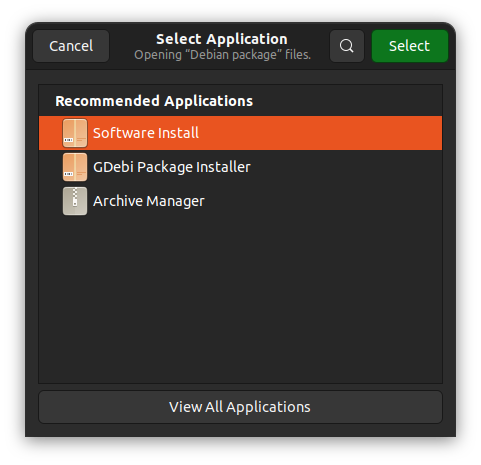 Cancel
Select Application
Opening “Debian package” files.
Select
Recommended Applications
Software Install
GDebi Package Installer
Archive Manager
View All Applications